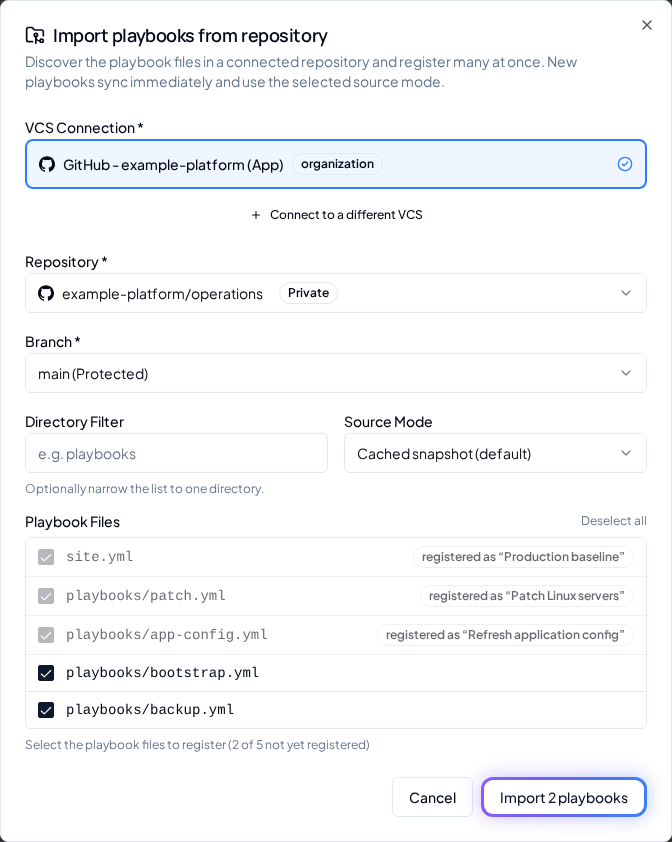 Import playbooks from repository
Discover the playbook files in a connected repository and register many at once. New
playbooks sync immediately and use the selected source mode.
VCS Connection *
GitHub - example-platform (App) organization
+ Connect to a different VCS
Repository *
example-platform/operations Private
Branch *
main (Protected)
Directory Filter Source Mode
e.g. playbooks Cached snapshot (default)
Optionally narrow the list to one directory.
Playbook Files Deselect all
site.yml registered as “Production baseline”
playbooks/patch.yml registered as “Patch Linux servers”
playbooks/app-config.yml registered as “Refresh application config”
playbooks/bootstrap.yml
playbooks/backup.yml
Select the playbook files to register (2 of 5 not yet registered)
Cancel Import 2 playbooks